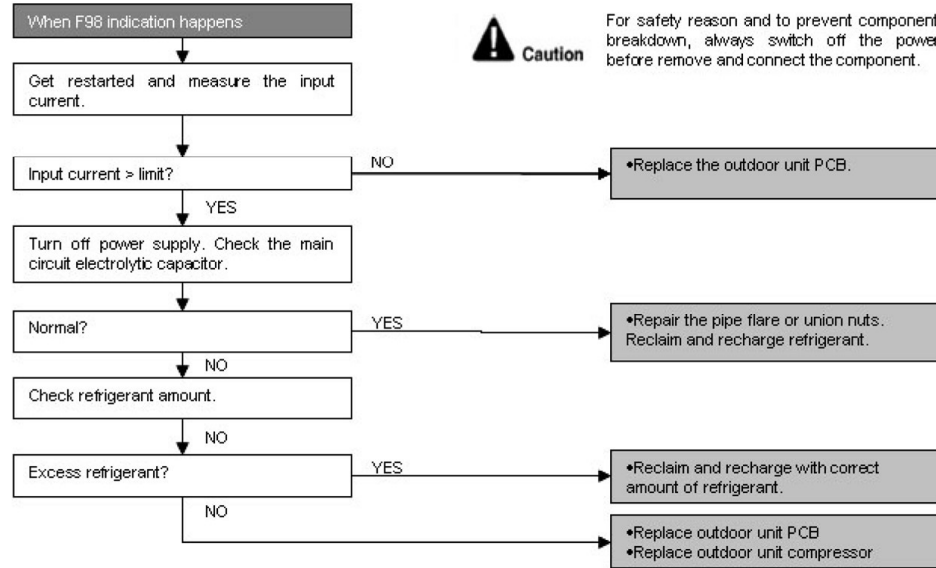 When F98 indication happens
Caution
For safety reason and to prevent component
breakdown, always switch off the power
before remove and connect the component.
Get restarted and measure the input
current.
Input current > limit?
NO
•Replace the outdoor unit PCB.
YES
Turn off power supply. Check the main
circuit electrolytic capacitor.
Normal?
YES
•Repair the pipe flare or union nuts.
Reclaim and recharge refrigerant.
NO
Check refrigerant amount.
NO
Excess refrigerant?
YES
•Reclaim and recharge with correct
amount of refrigerant.
NO
•Replace outdoor unit PCB
•Replace outdoor unit compressor